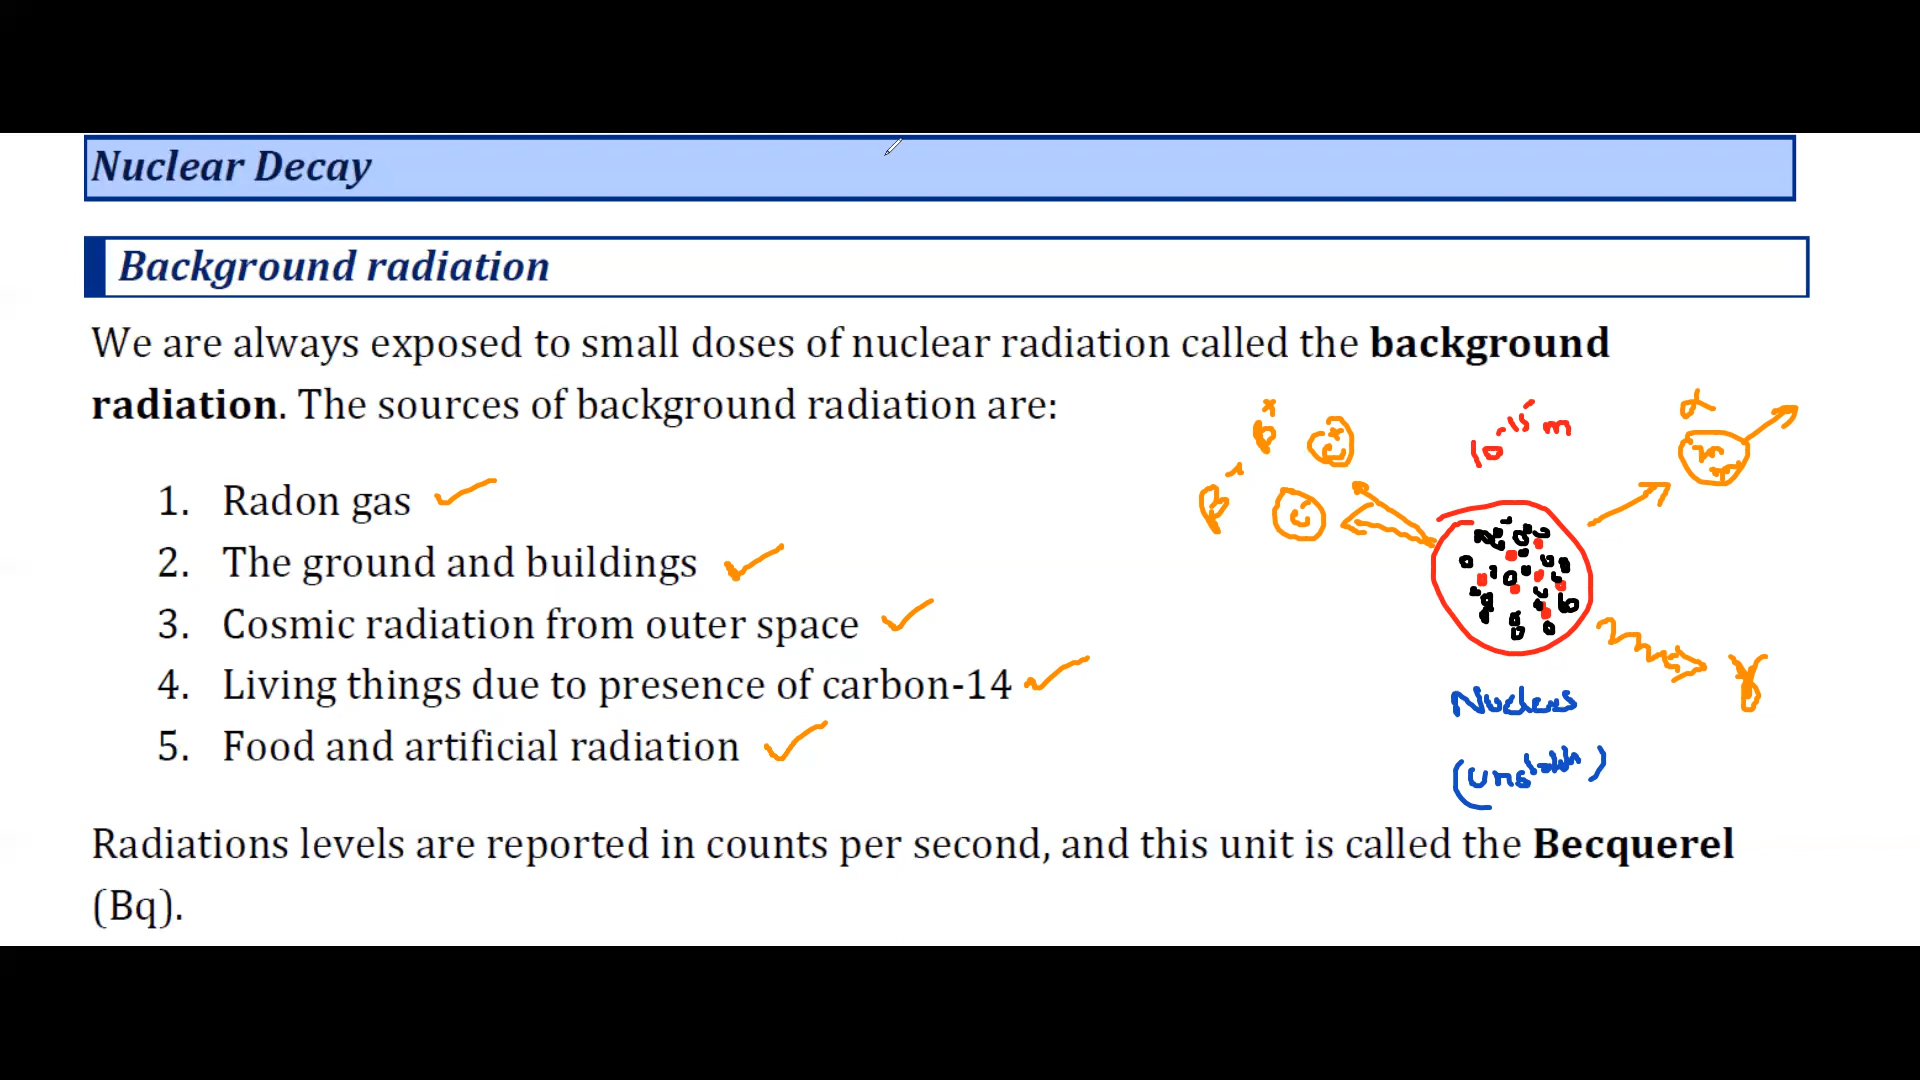 Nuclear Decay
Background radiation
We are always exposed to small doses of nuclear radiation called the background
radiation. The sources of background radiation are:
1. Radon gas
2. The ground and buildings
3. Cosmic radiation from outer space
4. Living things due to presence of carbon-14
5. Food and artificial radiation
Radiations levels are reported in counts per second, and this unit is called the Becquerel
(Bq).
10⁻¹⁵ m
α
β⁻
γ
Nucleus